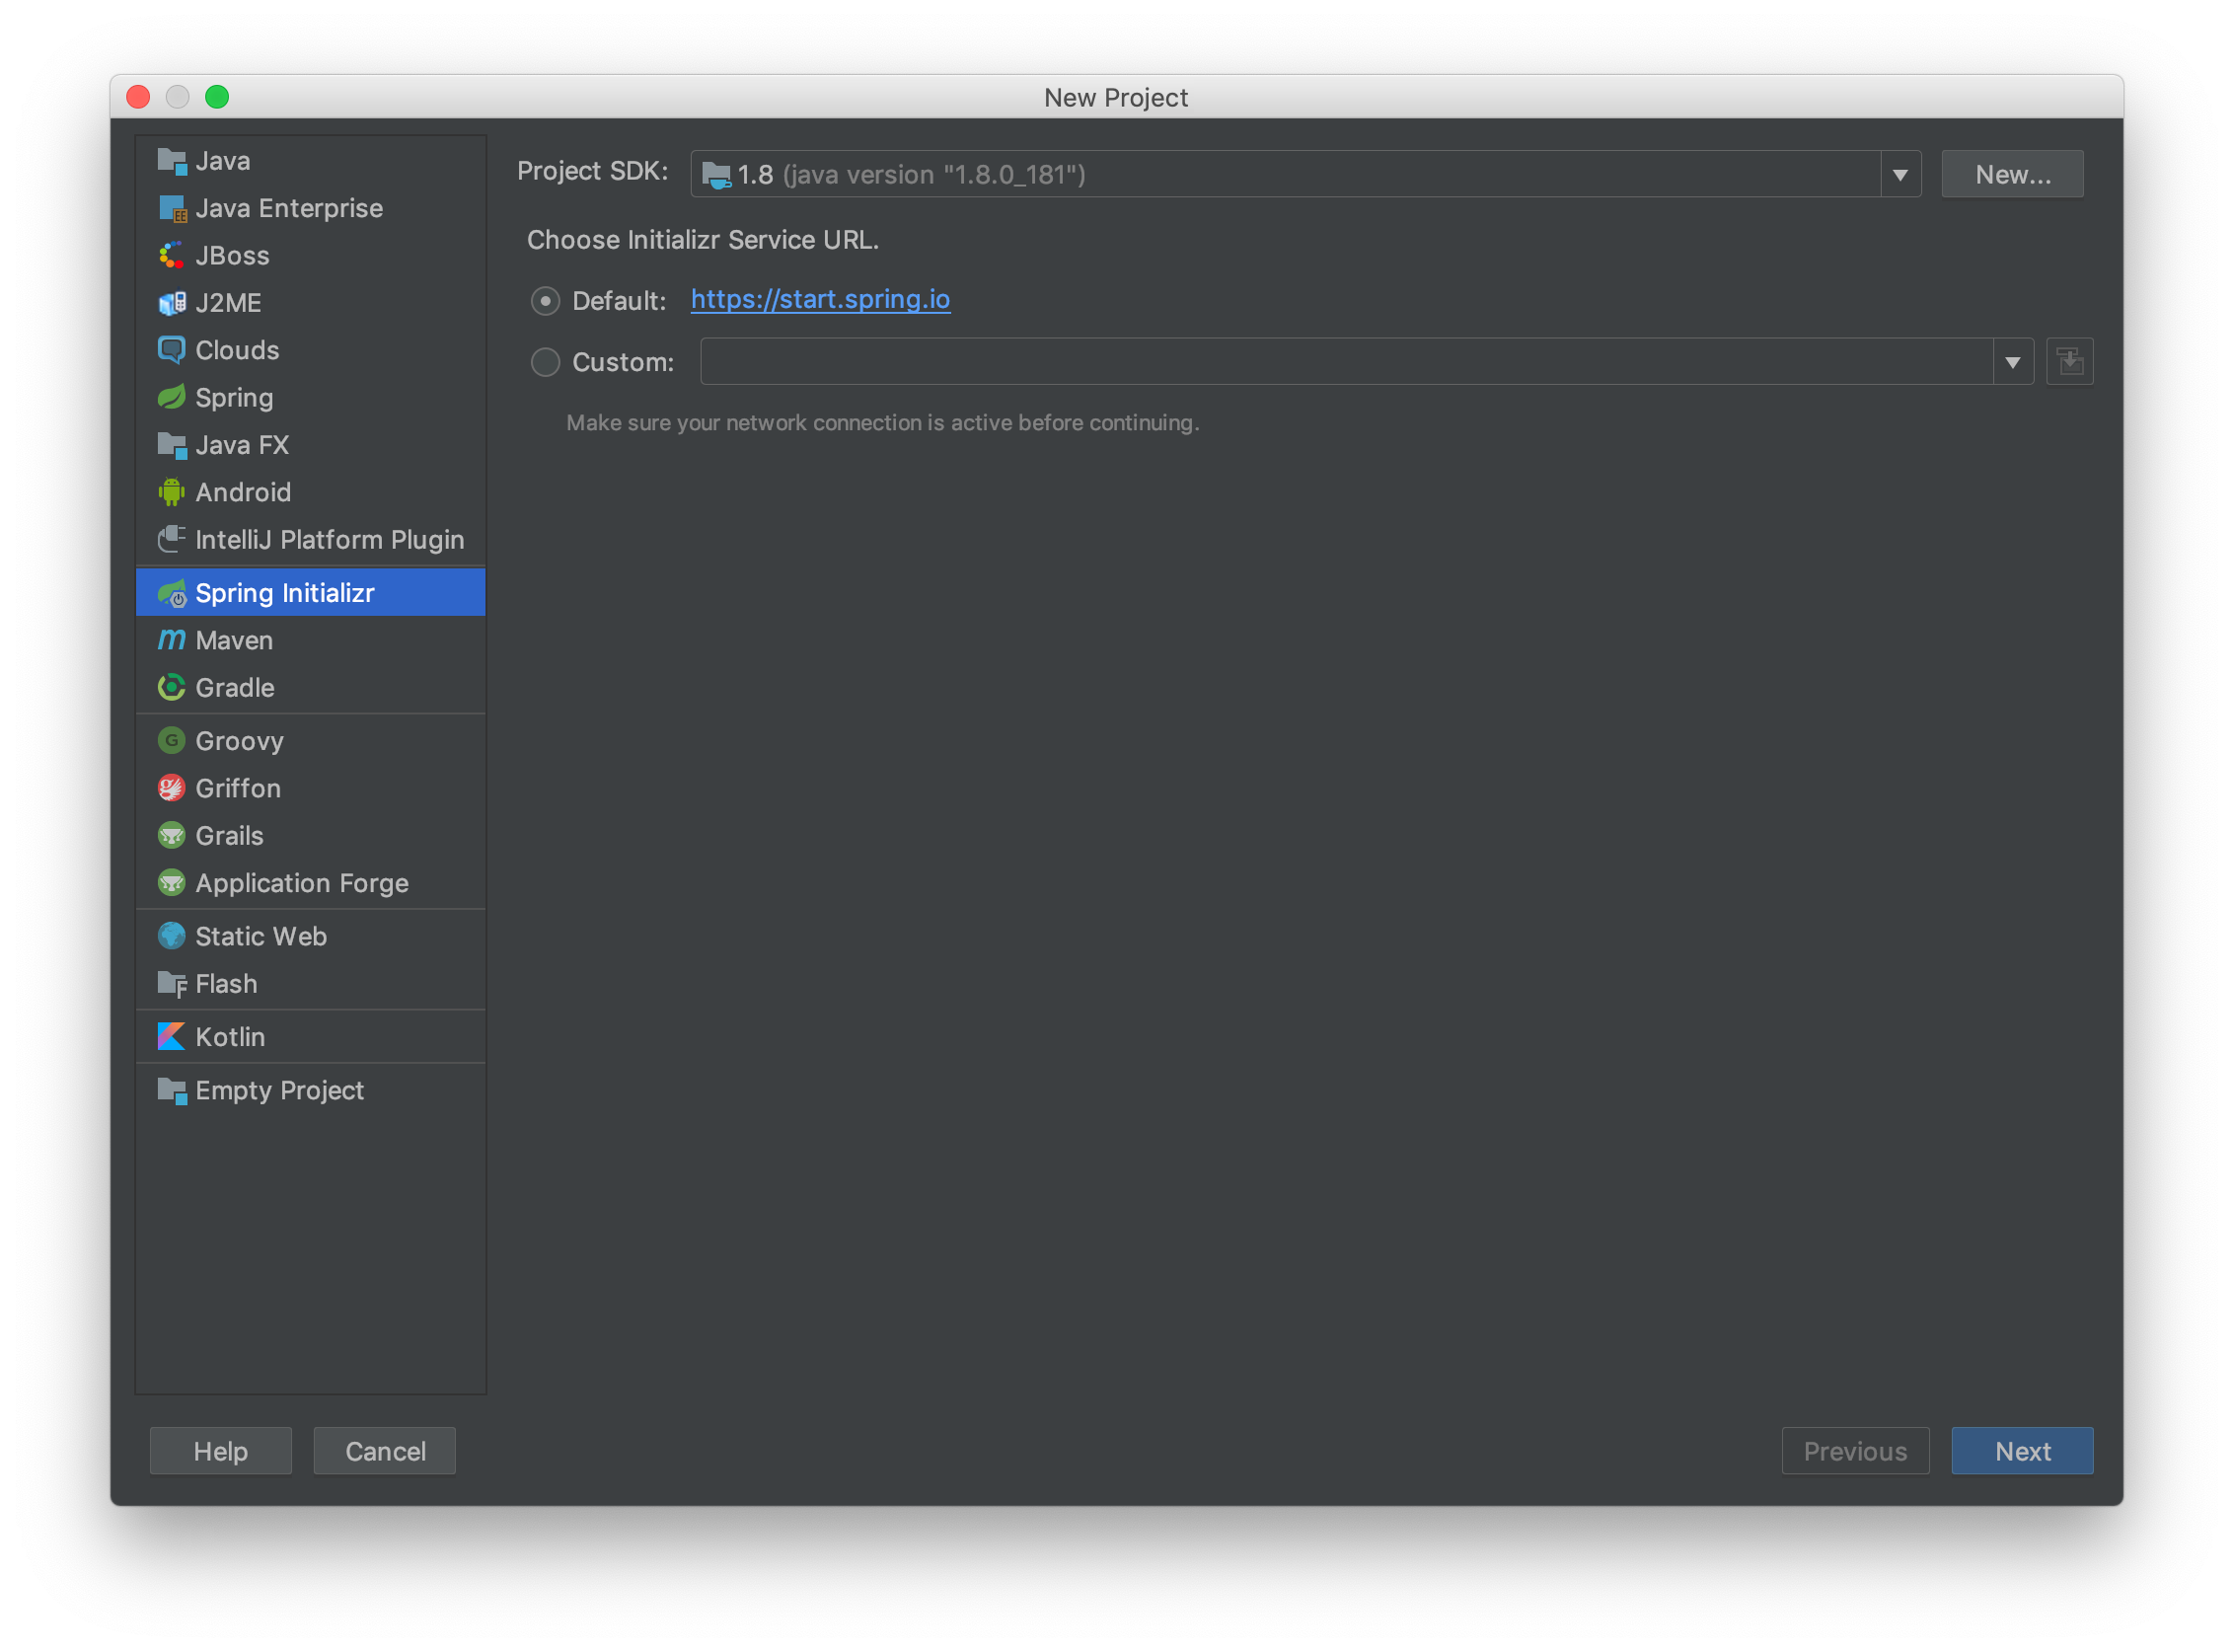 New Project
Java
Java Enterprise
JBoss
J2ME
Clouds
Spring
Java FX
Android
IntelliJ Platform Plugin
Spring Initializr
Maven
Gradle
Groovy
Griffon
Grails
Application Forge
Static Web
Flash
Kotlin
Empty Project
Project SDK: 1.8 (java version "1.8.0_181") New...
Choose Initializr Service URL.
Default: https://start.spring.io
Custom:
Make sure your network connection is active before continuing.
Help Cancel Previous Next